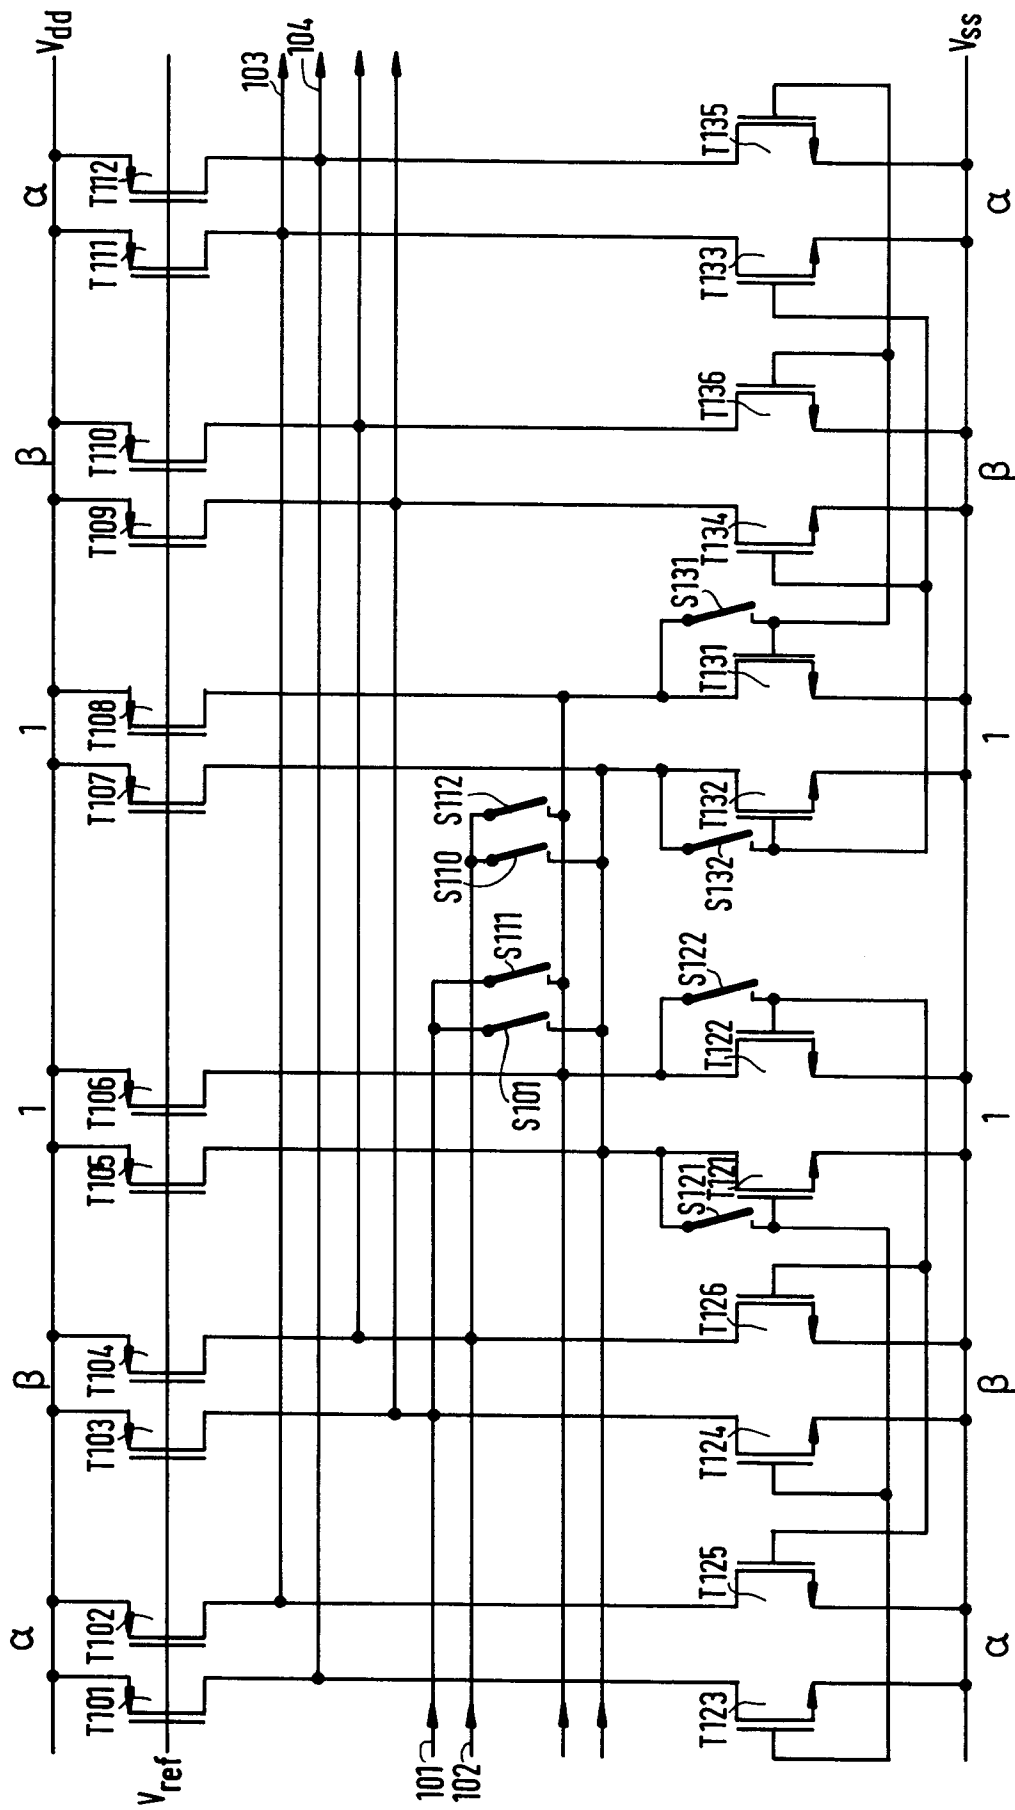 α
β
1
1
β
α
Vdd
T101
T102
T103
T104
T105
T106
T107
T108
T109
T110
T111
T112
Vref
103
104
101
102
S101
S111
S110
S112
S121
S122
S132
S131
T123
T125
T124
T126
T121
T122
T132
T131
T134
T136
T133
T135
Vss
α
β
1
1
β
α